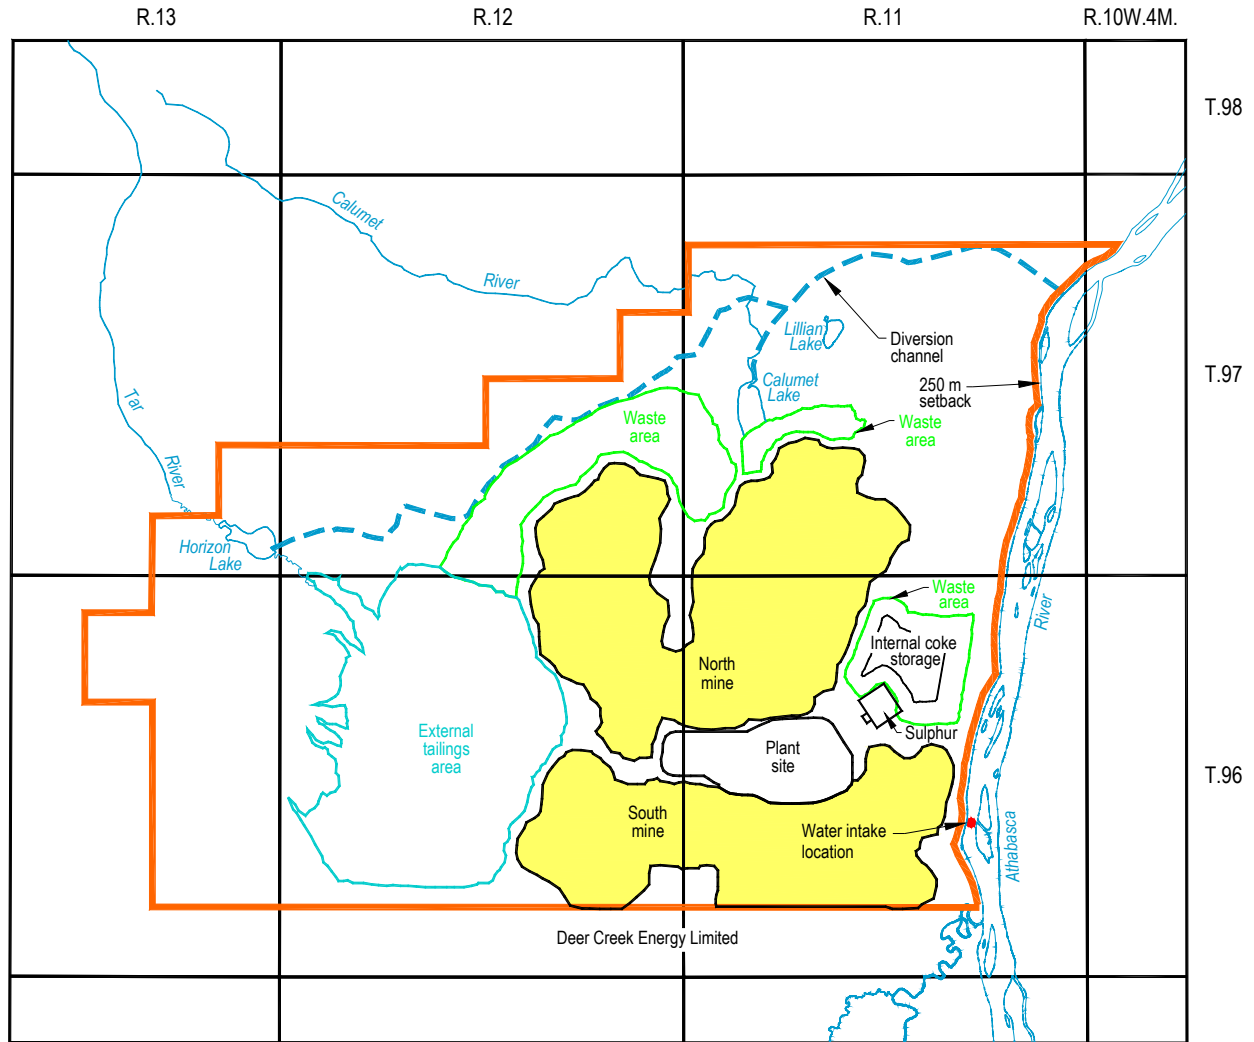 R.13
R.12
R.11
R.10W.4M.
T.98
Calumet
River
Lillian
Lake
Diversion
channel
Calumet
Lake
250 m
setback
T.97
Tar
River
Waste
area
Waste
area
Horizon
Lake
Waste
area
River
Internal coke
storage
North
mine
External
tailings
area
Sulphur
Plant
site
T.96
South
mine
Water intake
location
Athabasca
Deer Creek Energy Limited